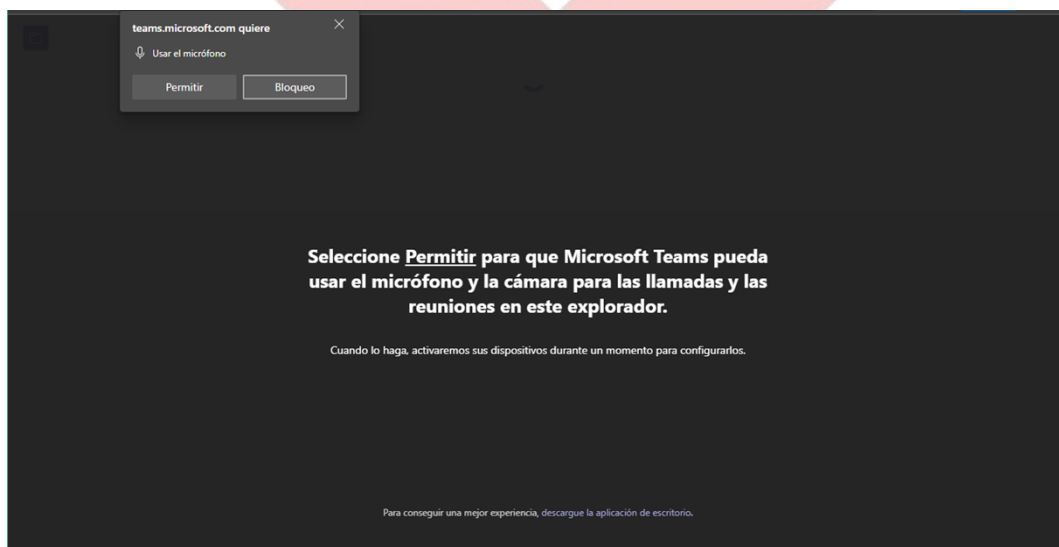 teams.microsoft.com quiere
Usar el micrófono
Permitir
Bloqueo
Seleccione Permitir para que Microsoft Teams pueda
usar el micrófono y la cámara para las llamadas y las
reuniones en este explorador.
Cuando lo haga, activaremos sus dispositivos durante un momento para configurarlos.
Para conseguir una mejor experiencia, descargue la aplicación de escritorio.